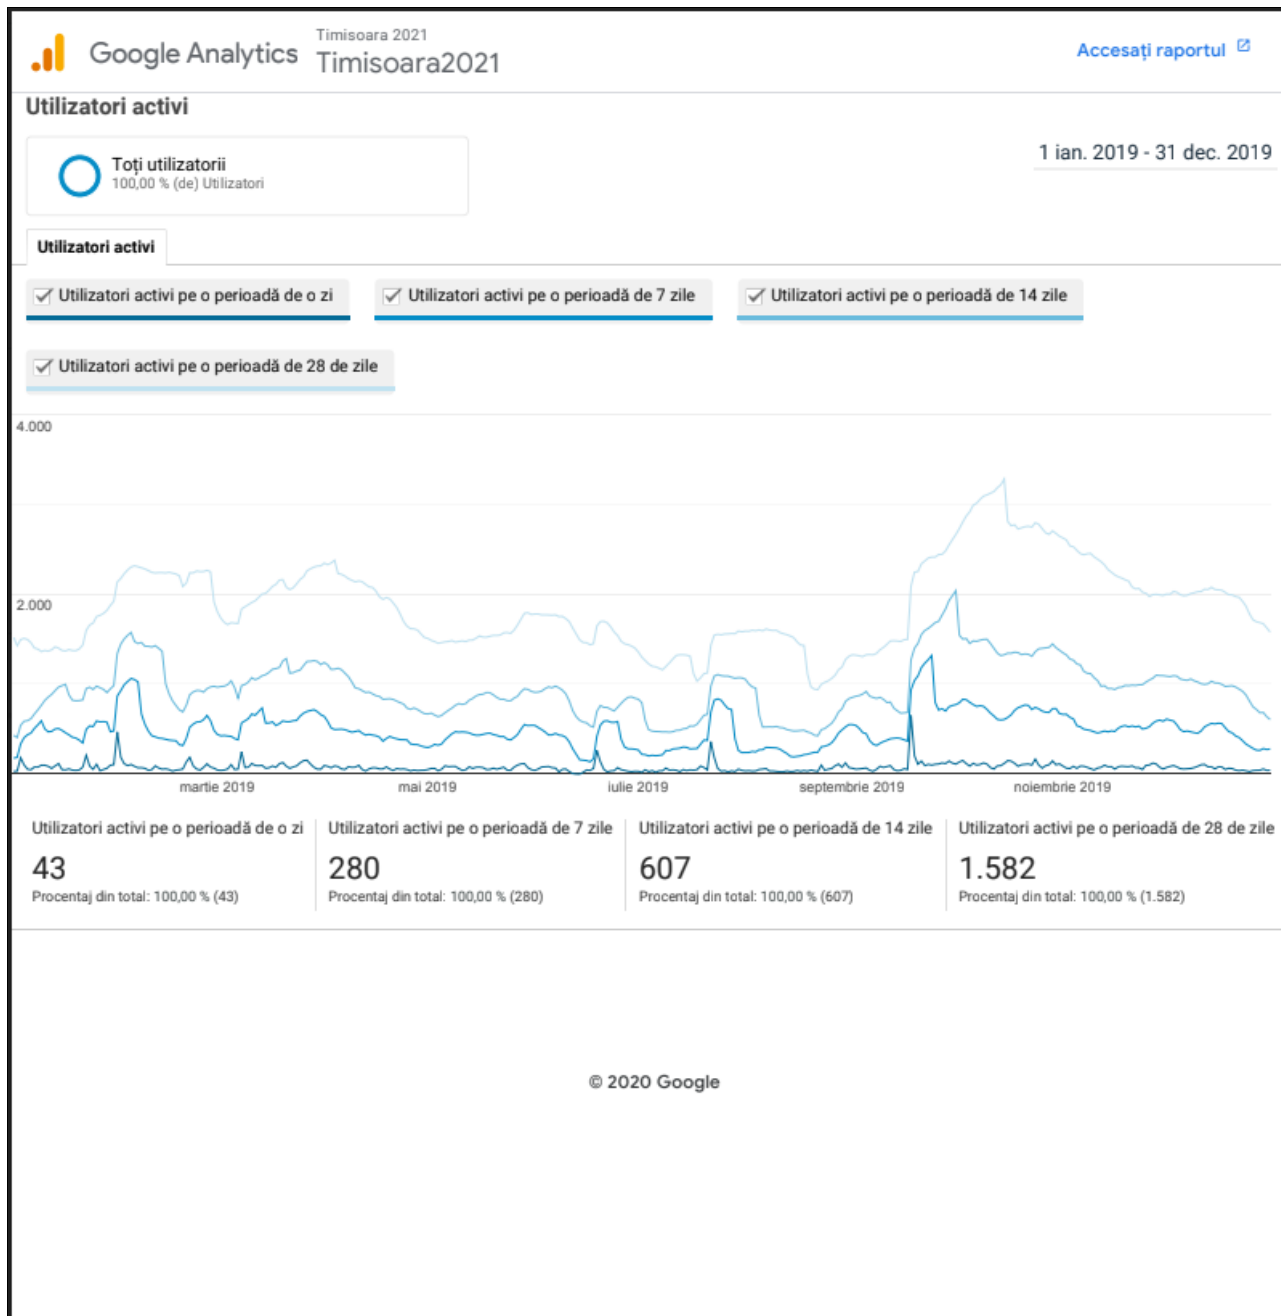 Google Analytics
Timisoara 2021
Timisoara2021
Accesați raportul
Utilizatori activi
Toți utilizatorii
100,00 % (de) Utilizatori
1 ian. 2019 - 31 dec. 2019
Utilizatori activi
Utilizatori activi pe o perioadă de o zi
Utilizatori activi pe o perioadă de 7 zile
Utilizatori activi pe o perioadă de 14 zile
Utilizatori activi pe o perioadă de 28 de zile
4.000
2.000
martie 2019
mai 2019
iulie 2019
septembrie 2019
noiembrie 2019
Utilizatori activi pe o perioadă de o zi
43
Procentaj din total: 100,00 % (43)
Utilizatori activi pe o perioadă de 7 zile
280
Procentaj din total: 100,00 % (280)
Utilizatori activi pe o perioadă de 14 zile
607
Procentaj din total: 100,00 % (607)
Utilizatori activi pe o perioadă de 28 de zile
1.582
Procentaj din total: 100,00 % (1.582)
© 2020 Google